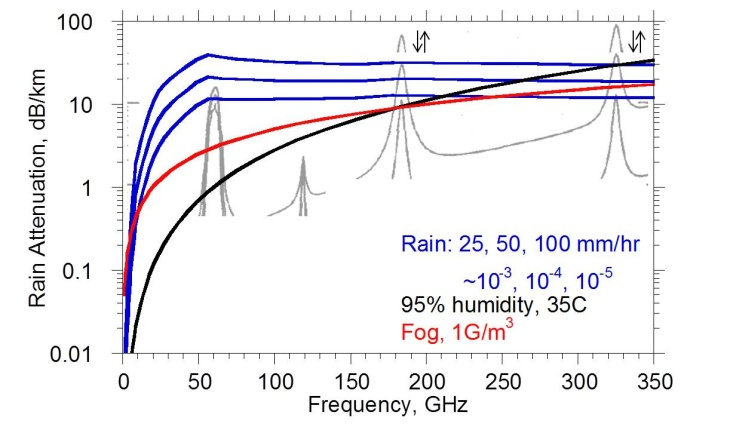 100
10
1
0.1
0.01
Rain Attenuation, dB/km
↓↑ ↓↑
Rain: 25, 50, 100 mm/hr
~10⁻³, 10⁻⁴, 10⁻⁵
95% humidity, 35C
Fog, 1G/m³
0 50 100 150 200 250 300 350
Frequency, GHz